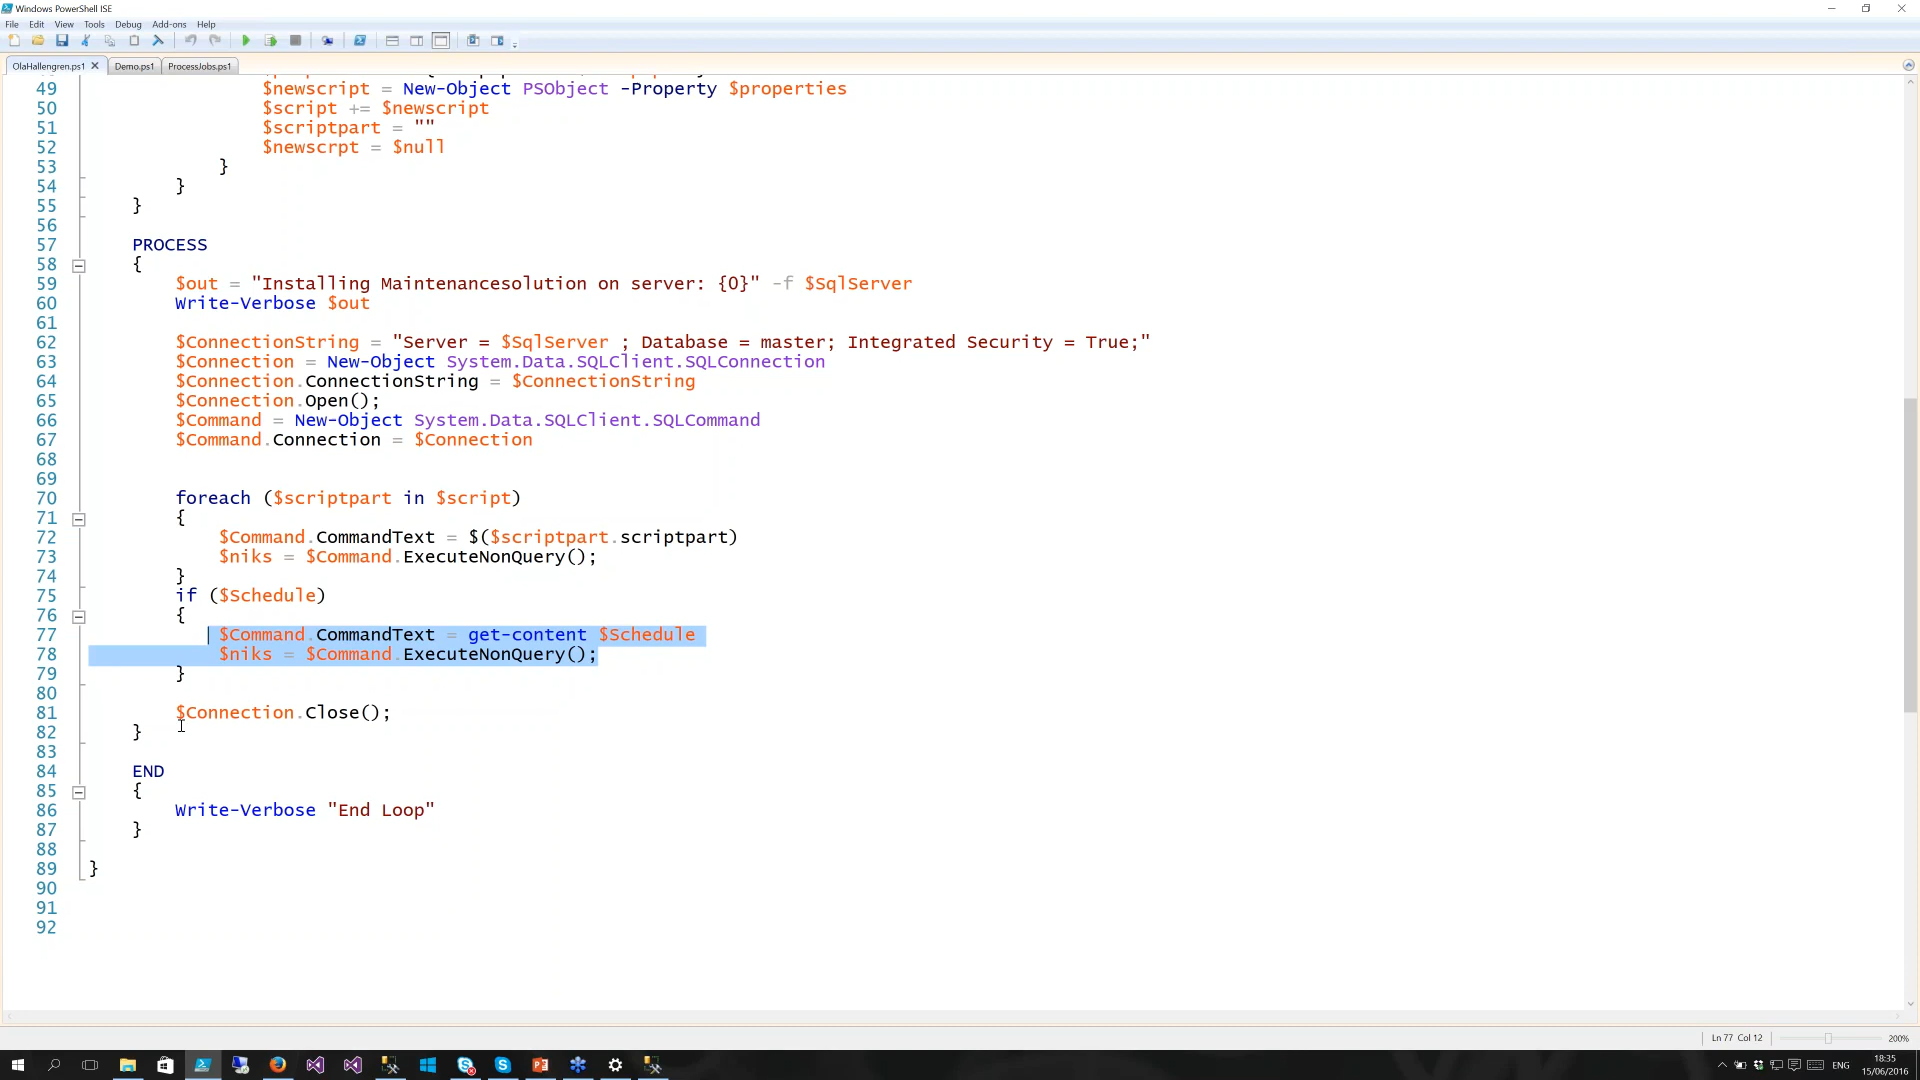 Windows PowerShell ISE
File Edit View Tools Debug Add-ons Help
OlaHallengren.ps1 Demo.ps1 ProcessJobs.ps1
49 $newscript = New-Object PSObject -Property $properties
50 $script += $newscript
51 $scriptpart = ""
52 $newscrpt = $null
53 }
54 }
55 }
56
57 PROCESS
58 {
59 $out = "Installing Maintenancesolution on server: {0}" -f $SqlServer
60 Write-Verbose $out
61
62 $ConnectionString = "Server = $SqlServer ; Database = master; Integrated Security = True;"
63 $Connection = New-Object System.Data.SQLClient.SQLConnection
64 $Connection.ConnectionString = $ConnectionString
65 $Connection.Open();
66 $Command = New-Object System.Data.SQLClient.SQLCommand
67 $Command.Connection = $Connection
68
69
70 foreach ($scriptpart in $script)
71 {
72 $Command.CommandText = $($scriptpart.scriptpart)
73 $niks = $Command.ExecuteNonQuery();
74 }
75 if ($Schedule)
76 {
77 $Command.CommandText = get-content $Schedule
78 $niks = $Command.ExecuteNonQuery();
79 }
80
81 $Connection.Close();
82 }
83
84 END
85 {
86 Write-Verbose "End Loop"
87 }
88
89 }
90
91
92
Ln 77 Col 12 200%
ENG 18:35
15/06/2016